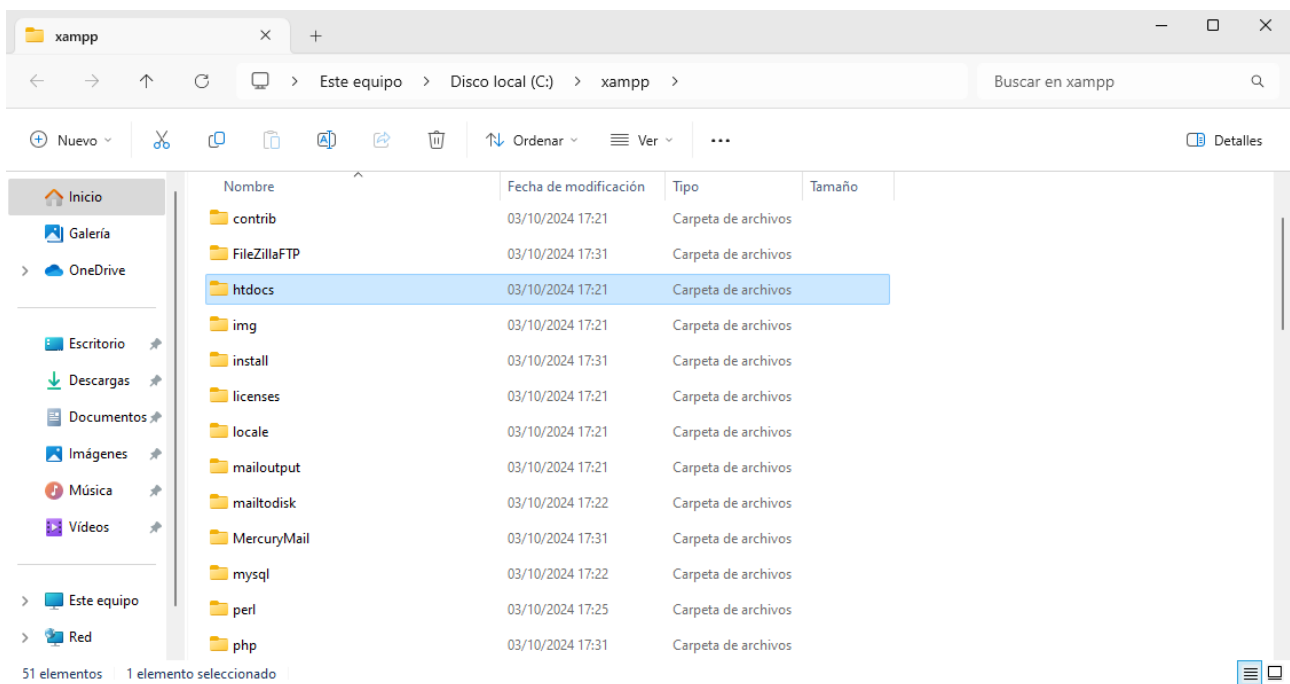 xampp
Este equipo > Disco local (C:) > xampp >
Buscar en xampp
Nuevo
Ordenar
Ver
Detalles
Inicio
Galería
OneDrive
Escritorio
Descargas
Documentos
Imágenes
Música
Vídeos
Este equipo
Red
Nombre Fecha de modificación Tipo Tamaño
contrib 03/10/2024 17:21 Carpeta de archivos
FileZillaFTP 03/10/2024 17:31 Carpeta de archivos
htdocs 03/10/2024 17:21 Carpeta de archivos
img 03/10/2024 17:21 Carpeta de archivos
install 03/10/2024 17:31 Carpeta de archivos
licenses 03/10/2024 17:21 Carpeta de archivos
locale 03/10/2024 17:21 Carpeta de archivos
mailoutput 03/10/2024 17:21 Carpeta de archivos
mailtodisk 03/10/2024 17:22 Carpeta de archivos
MercuryMail 03/10/2024 17:31 Carpeta de archivos
mysql 03/10/2024 17:22 Carpeta de archivos
perl 03/10/2024 17:25 Carpeta de archivos
php 03/10/2024 17:31 Carpeta de archivos
51 elementos
1 elemento seleccionado